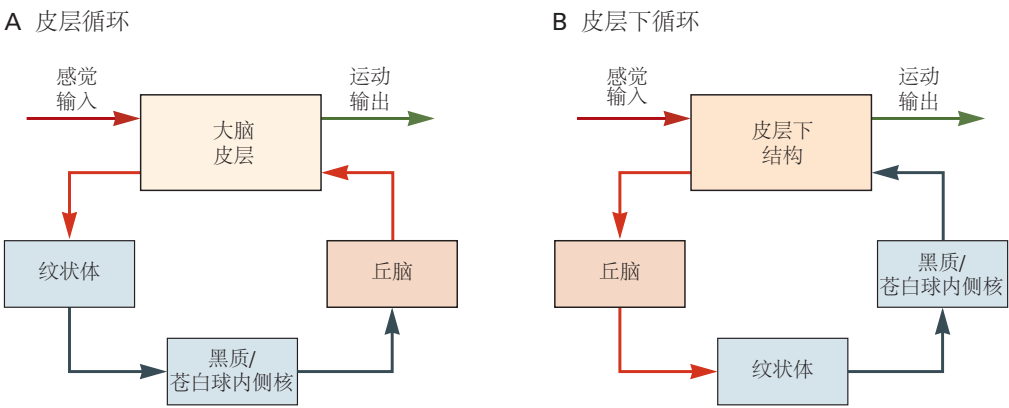 A 皮层循环
感觉
输入
运动
输出
大脑
皮层
纹状体
丘脑
黑质/
苍白球内侧核
B 皮层下循环
感觉
输入
运动
输出
皮层下
结构
丘脑
黑质/
苍白球内侧核
纹状体